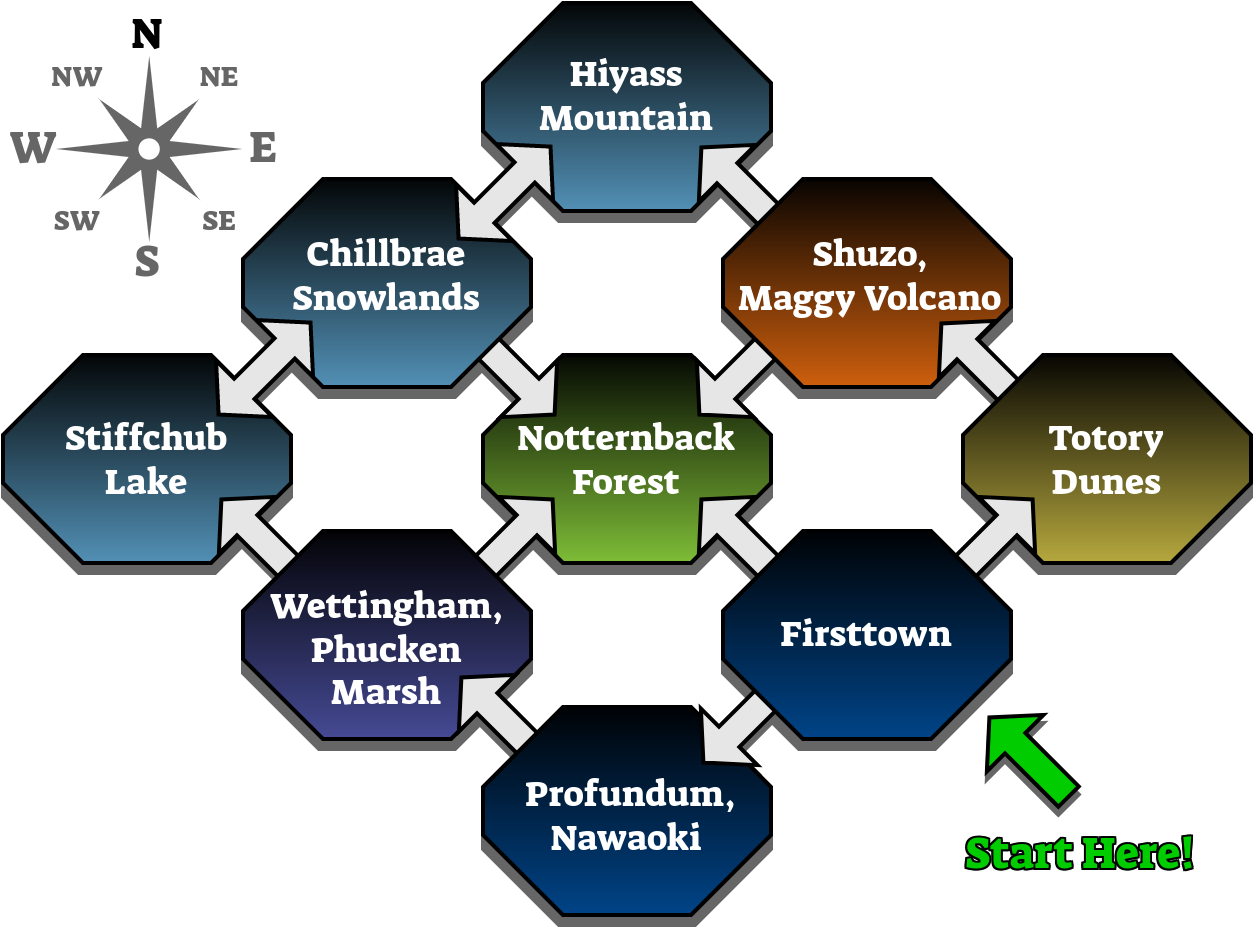 N
NW
NE
W
E
SW
SE
S
Hiyass
Mountain
Chillbrae
Snowlands
Shuzo,
Maggy Volcano
Stiffchub
Lake
Notternback
Forest
Totory
Dunes
Wettingham,
Phucken
Marsh
Firsttown
Profundum,
Nawaoki
Start Here!